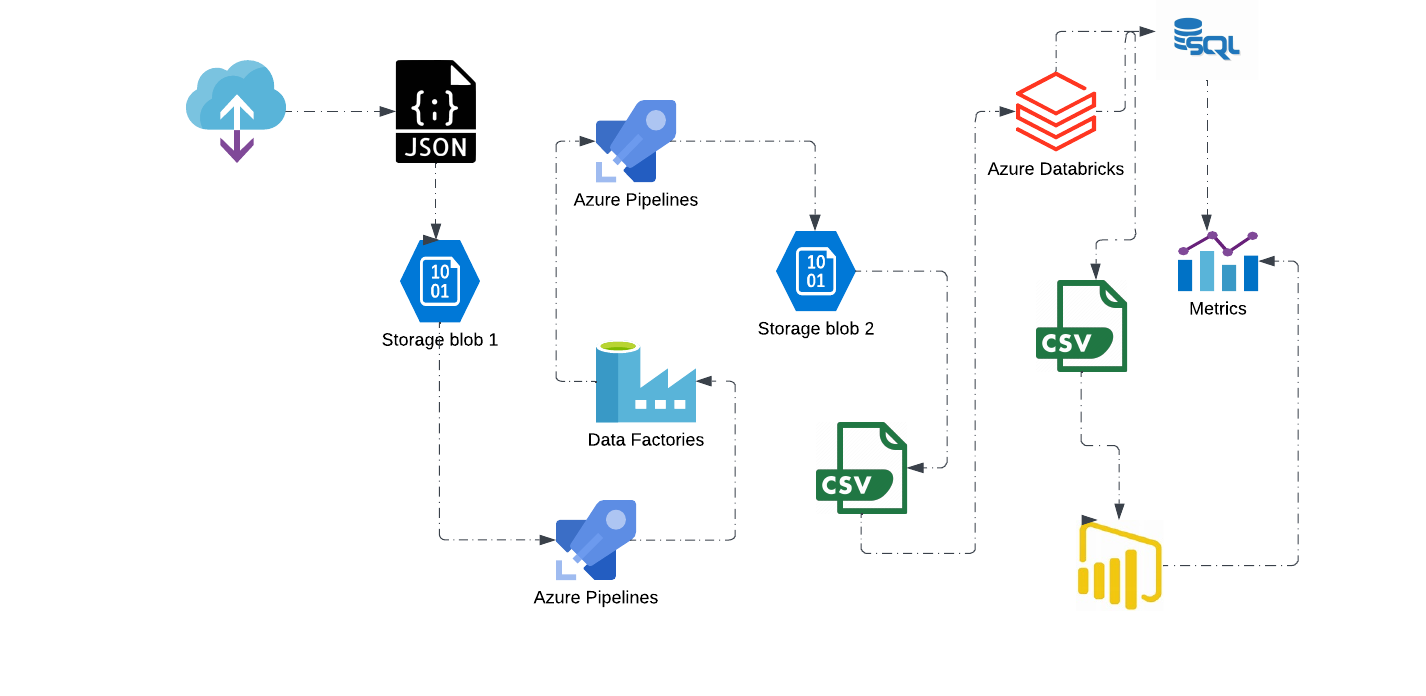 SQL
{;}
JSON
Azure Databricks
Azure Pipelines
10
01
Storage blob 1
10
01
Storage blob 2
Metrics
CSV
Data Factories
CSV
Azure Pipelines